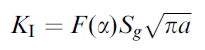 K_I = F(α)S_g√πa